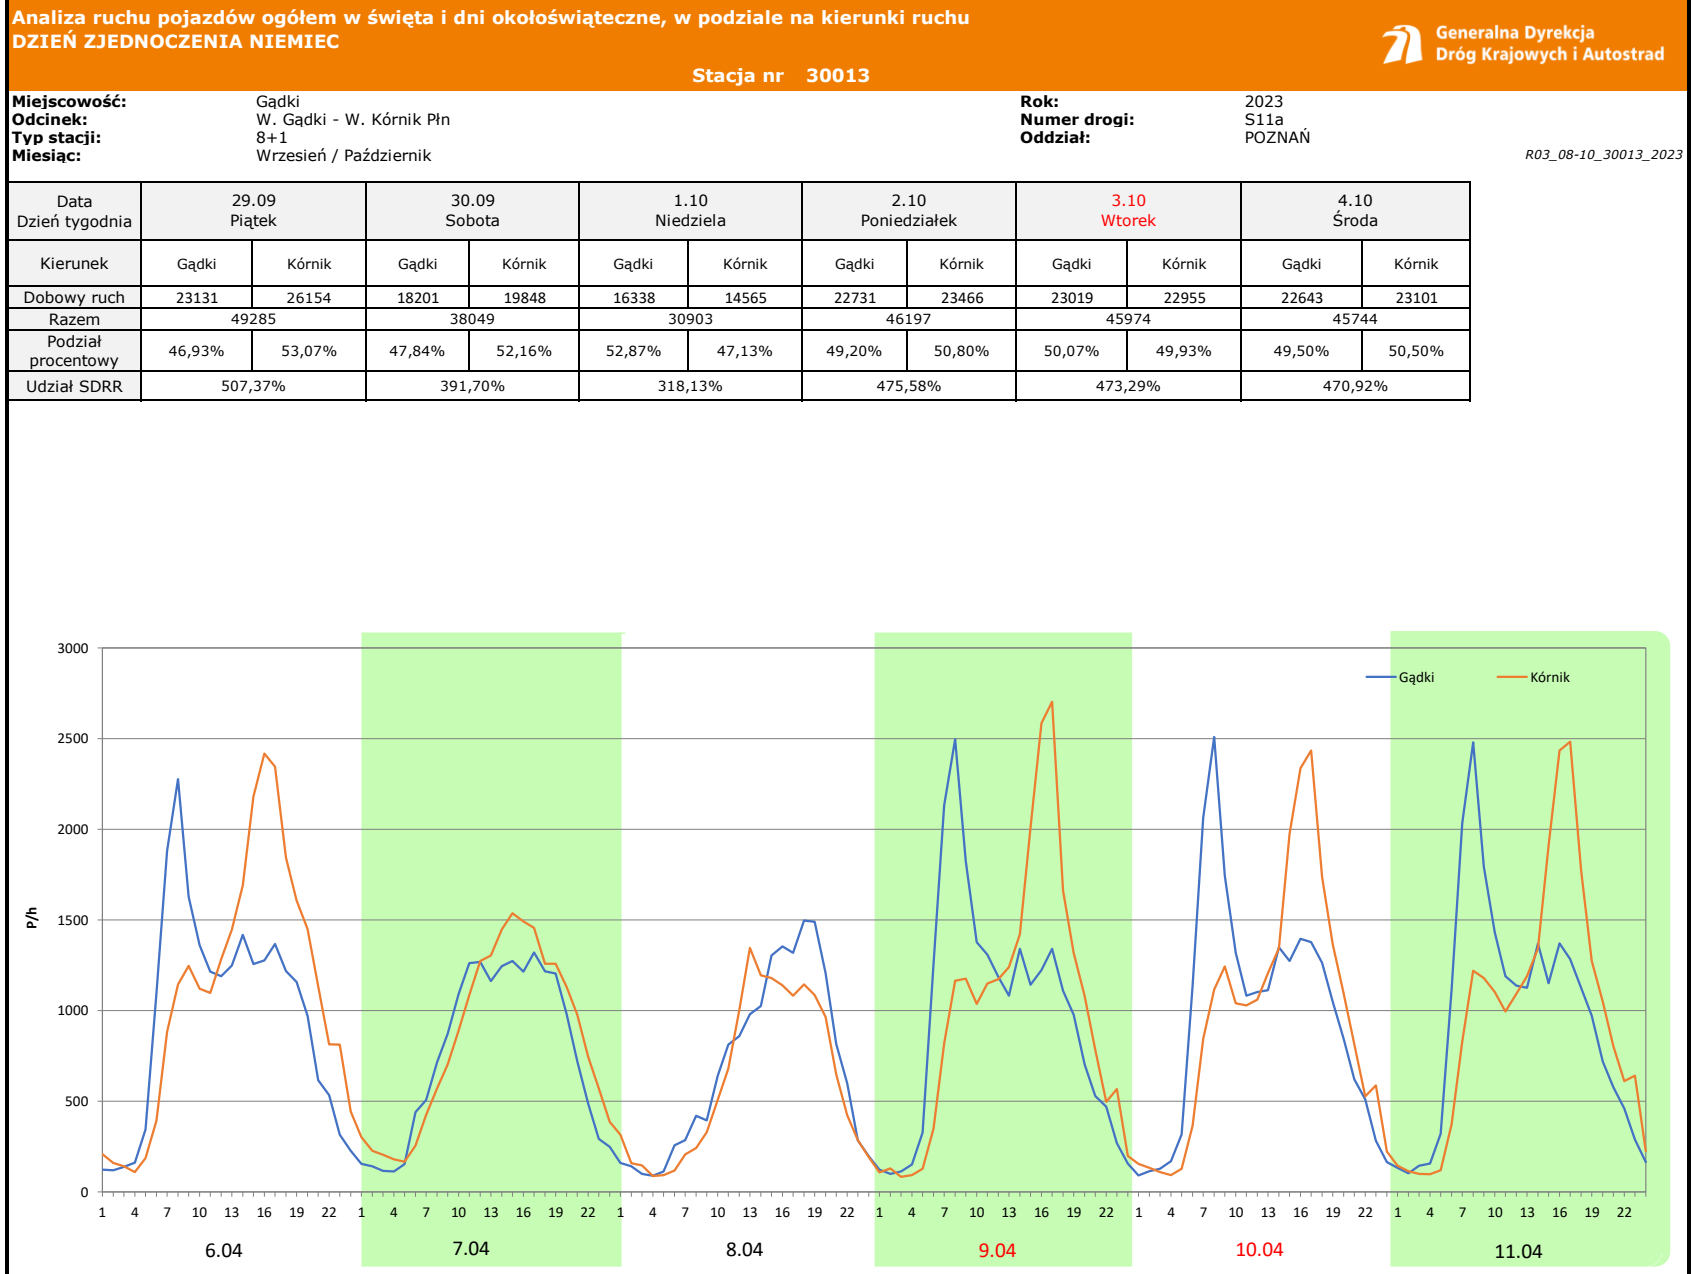 Analiza ruchu pojazdów ogółem w święta i dni okołoświąteczne, w podziale na kierunki ruchu
DZIEŃ ZJEDNOCZENIA NIEMIEC
Generalna Dyrekcja
Dróg Krajowych i Autostrad
Stacja nr 30013
Miejscowość: Gądki Rok: 2023
Odcinek: W. Gądki - W. Kórnik Płn Numer drogi: S11a
Typ stacji: 8+1 Oddział: POZNAŃ
Miesiąc: Wrzesień / Październik R03_08-10_30013_2023
Data 29.09 30.09 1.10 2.10 3.10 4.10
Dzień tygodnia Piątek Sobota Niedziela Poniedziałek Wtorek Środa
Kierunek Gądki Kórnik Gądki Kórnik Gądki Kórnik Gądki Kórnik Gądki Kórnik Gądki Kórnik
Dobowy ruch 23131 26154 18201 19848 16338 14565 22731 23466 23019 22955 22643 23101
Razem 49285 38049 30903 46197 45974 45744
Podział
procentowy 46,93% 53,07% 47,84% 52,16% 52,87% 47,13% 49,20% 50,80% 50,07% 49,93% 49,50% 50,50%
Udział SDRR 507,37% 391,70% 318,13% 475,58% 473,29% 470,92%
3000
Gądki Kórnik
2500
2000
1500
P/h
1000
500
0
1 4 7 10 13 16 19 22 1 4 7 10 13 16 19 22 1 4 7 10 13 16 19 22 1 4 7 10 13 16 19 22 1 4 7 10 13 16 19 22 1 4 7 10 13 16 19 22
6.04 7.04 8.04 9.04 10.04 11.04